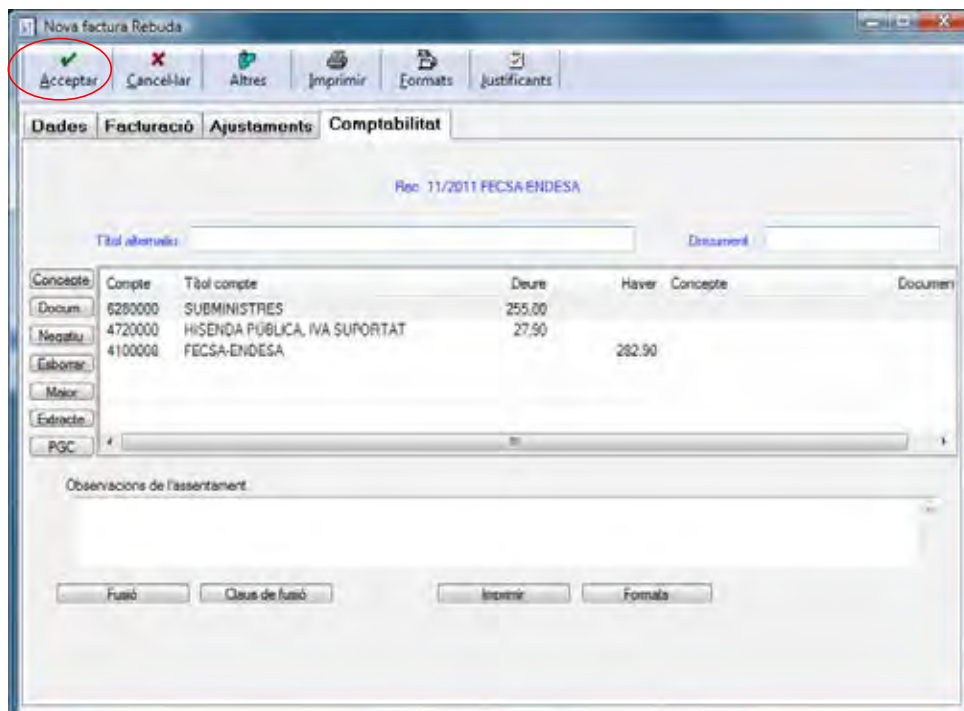 Nova factura Rebuda
Acceptar Cancel·lar Altres Imprimir Formats Justificants
Dades Facturació Ajustaments Comptabilitat
Rec 11/2011 FECSA-ENDESA
Títol alternatiu Document
Concepte Compte Títol compte Deure Haver Concepte Documen
Docum. 6280000 SUBMINISTRES 255,00
Negatiu 4720000 HISENDA PÚBLICA, IVA SUPORTAT 27,90
4100008 FECSA-ENDESA 282,90
Esborrar
Major
Extracte
PGC
Observacions de l'assentament
Fusió Claus de fusió Imprimir Formats